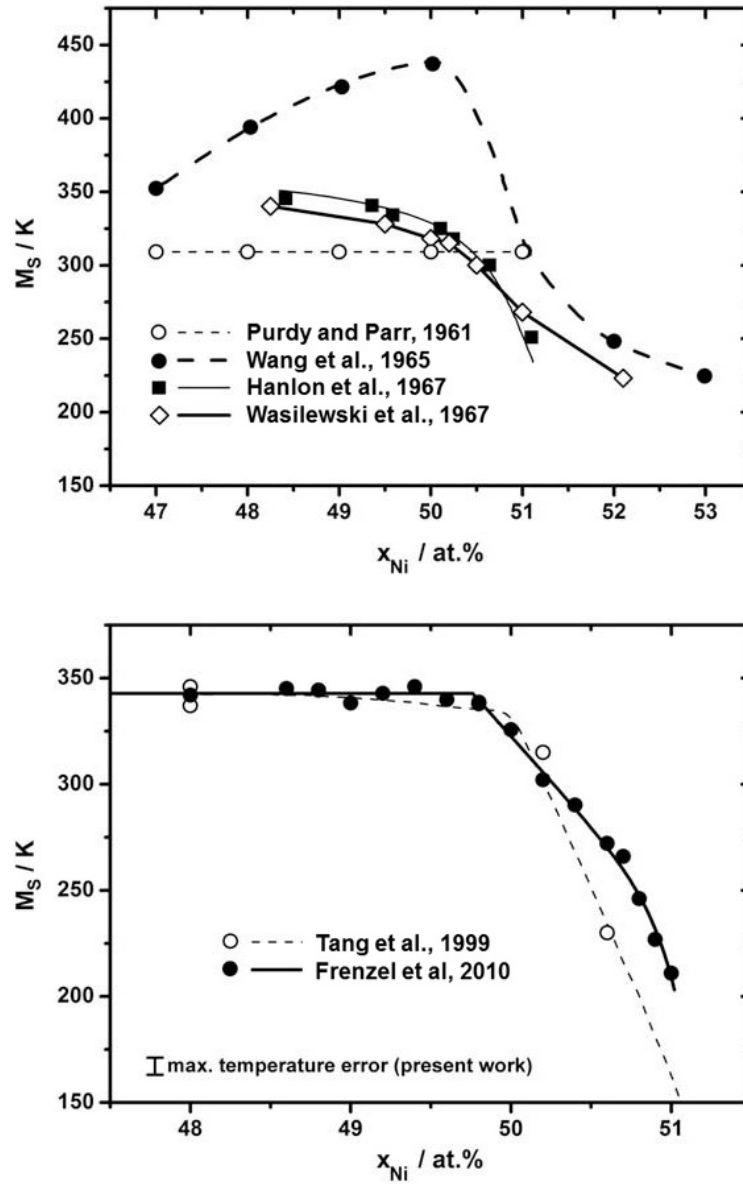 450
400
350
300
250
200
150
M_S / K
Purdy and Parr, 1961
Wang et al., 1965
Hanlon et al., 1967
Wasilewski et al., 1967
47 48 49 50 51 52 53
x_Ni / at.%
350
300
250
200
150
M_S / K
Tang et al., 1999
Frenzel et al, 2010
max. temperature error (present work)
48 49 50 51
x_Ni / at.%